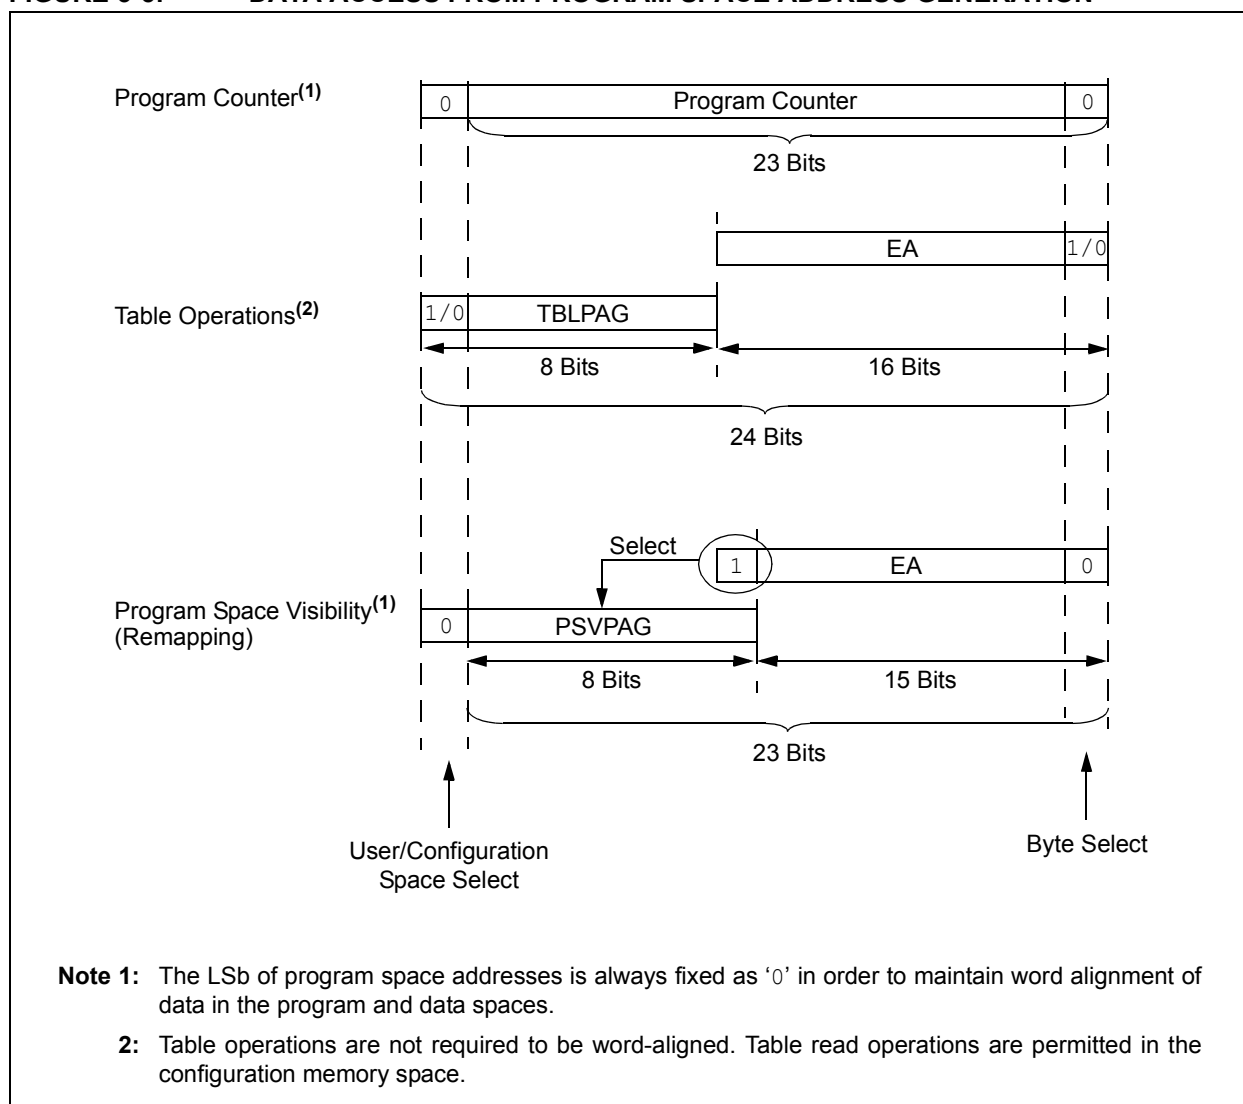 Program Counter(1)
0
Program Counter
0
23 Bits
EA
1/0
Table Operations(2)
1/0
TBLPAG
8 Bits
16 Bits
24 Bits
Select
1
EA
0
Program Space Visibility(1)
(Remapping)
0
PSVPAG
8 Bits
15 Bits
23 Bits
User/Configuration
Space Select
Byte Select
Note 1: The LSb of program space addresses is always fixed as ‘0’ in order to maintain word alignment of
data in the program and data spaces.
2: Table operations are not required to be word-aligned. Table read operations are permitted in the
configuration memory space.